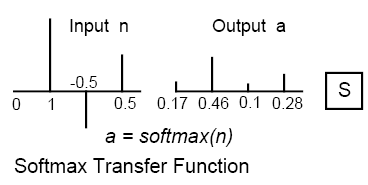 Input n Output a
-0.5
0 1 0.5 0.17 0.46 0.1 0.28
S
a = softmax(n)
Softmax Transfer Function